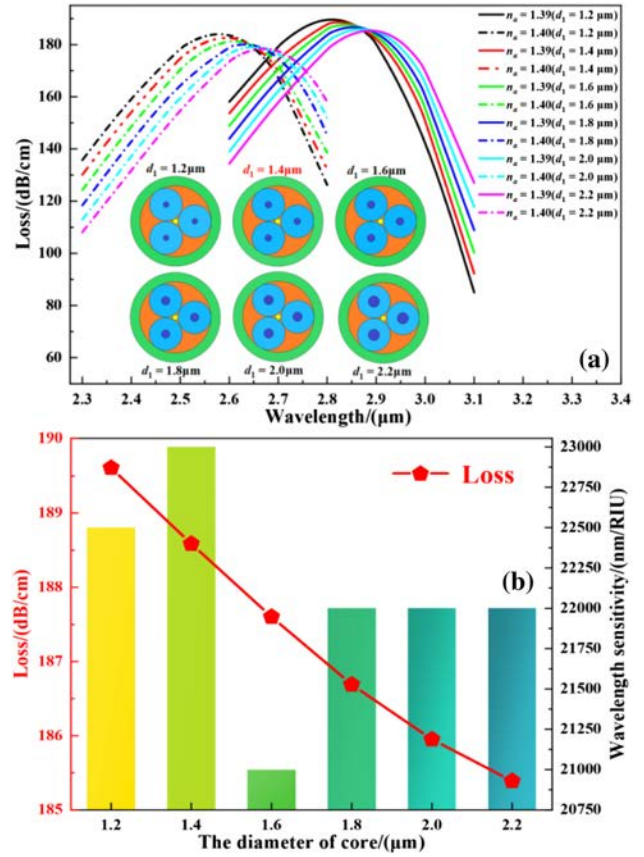 180
160
140
120
100
80
60
Loss/(dB/cm)
2.3 2.4 2.5 2.6 2.7 2.8 2.9 3.0 3.1 3.2 3.3 3.4
Wavelength/(μm)
nₐ = 1.39(d₁ = 1.2 μm)
nₐ = 1.40(d₁ = 1.2 μm)
nₐ = 1.39(d₁ = 1.4 μm)
nₐ = 1.40(d₁ = 1.4 μm)
nₐ = 1.39(d₁ = 1.6 μm)
nₐ = 1.40(d₁ = 1.6 μm)
nₐ = 1.39(d₁ = 1.8 μm)
nₐ = 1.40(d₁ = 1.8 μm)
nₐ = 1.39(d₁ = 2.0 μm)
nₐ = 1.40(d₁ = 2.0 μm)
nₐ = 1.39(d₁ = 2.2 μm)
nₐ = 1.40(d₁ = 2.2 μm)
d₁ = 1.2μm d₁ = 1.4μm d₁ = 1.6μm
d₁ = 1.8μm d₁ = 2.0μm d₁ = 2.2μm
(a)
190
189
188
187
186
185
Loss/(dB/cm)
Loss
(b)
23000
22750
22500
22250
22000
21750
21500
21250
21000
20750
Wavelength sensitivity/(nm/RIU)
1.2 1.4 1.6 1.8 2.0 2.2
The diameter of core/(μm)